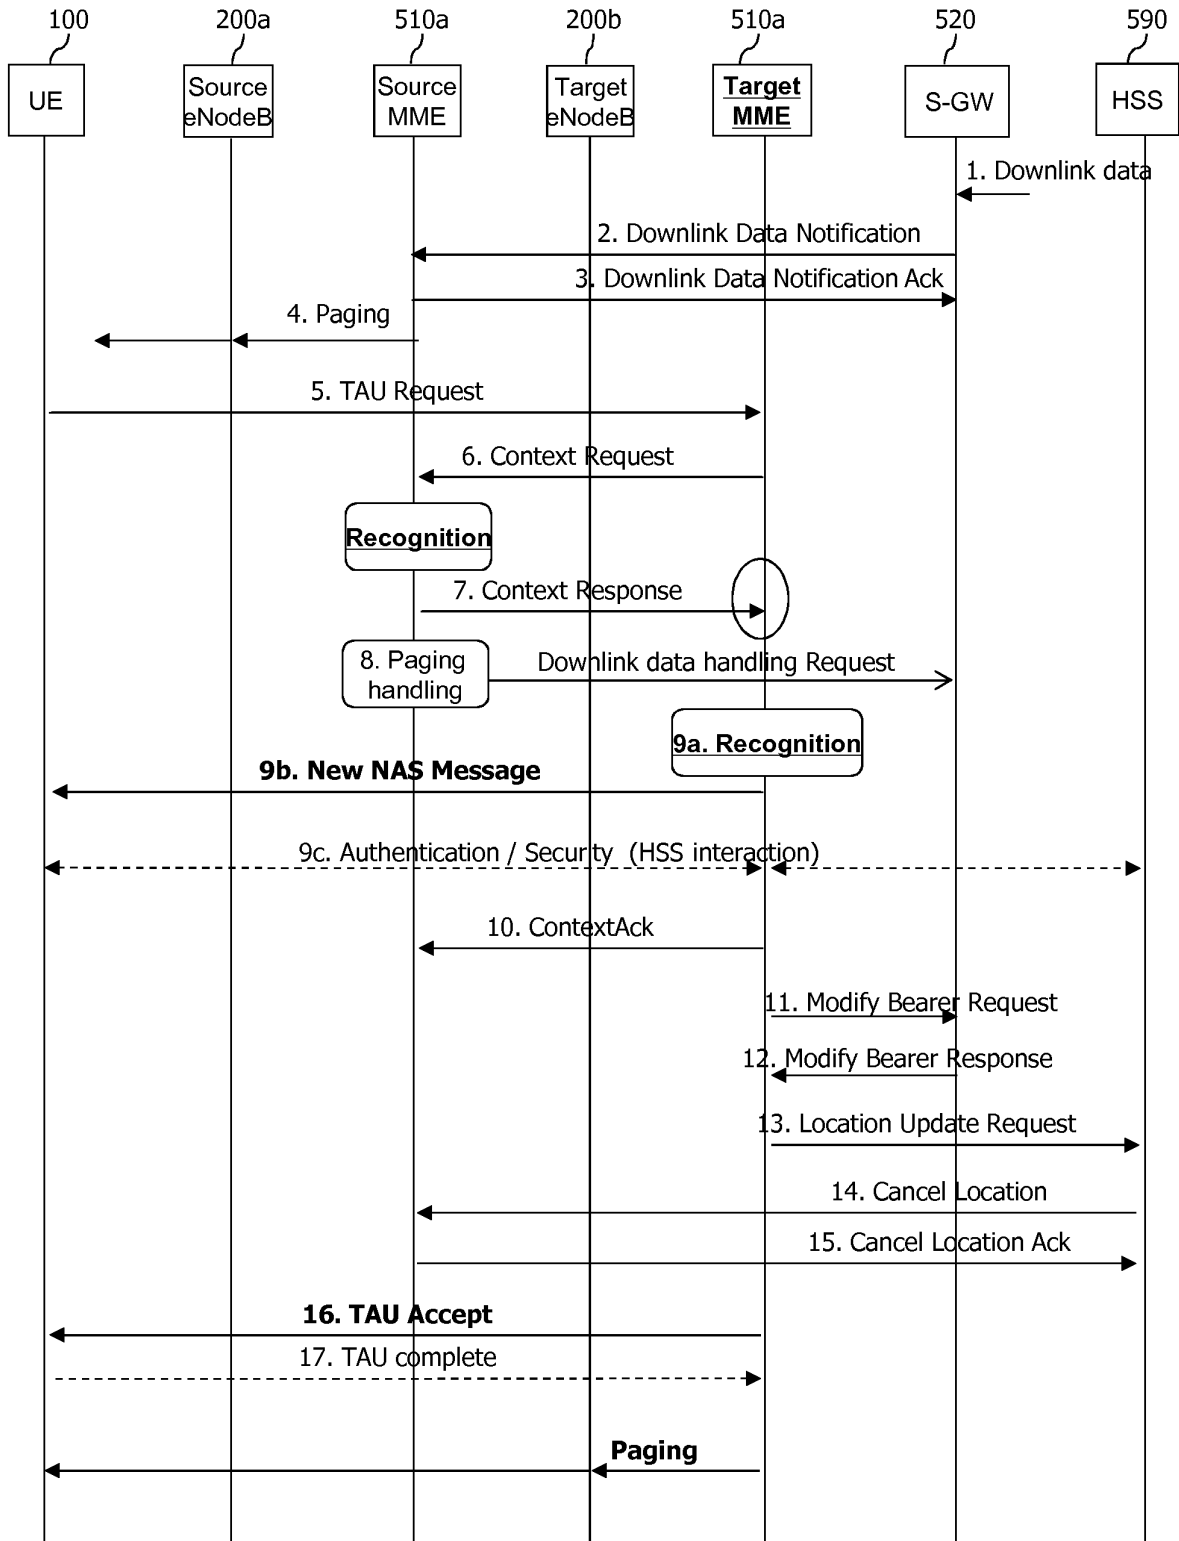 100 200a 510a 200b 510a 520 590
UE
Source
eNodeB
Source
MME
Target
eNodeB
Target
MME
S-GW
HSS
1. Downlink data
2. Downlink Data Notification
3. Downlink Data Notification Ack
4. Paging
5. TAU Request
6. Context Request
Recognition
7. Context Response
8. Paging
handling
Downlink data handling Request
9a. Recognition
9b. New NAS Message
9c. Authentication / Security (HSS interaction)
10. ContextAck
11. Modify Bearer Request
12. Modify Bearer Response
13. Location Update Request
14. Cancel Location
15. Cancel Location Ack
16. TAU Accept
17. TAU complete
Paging